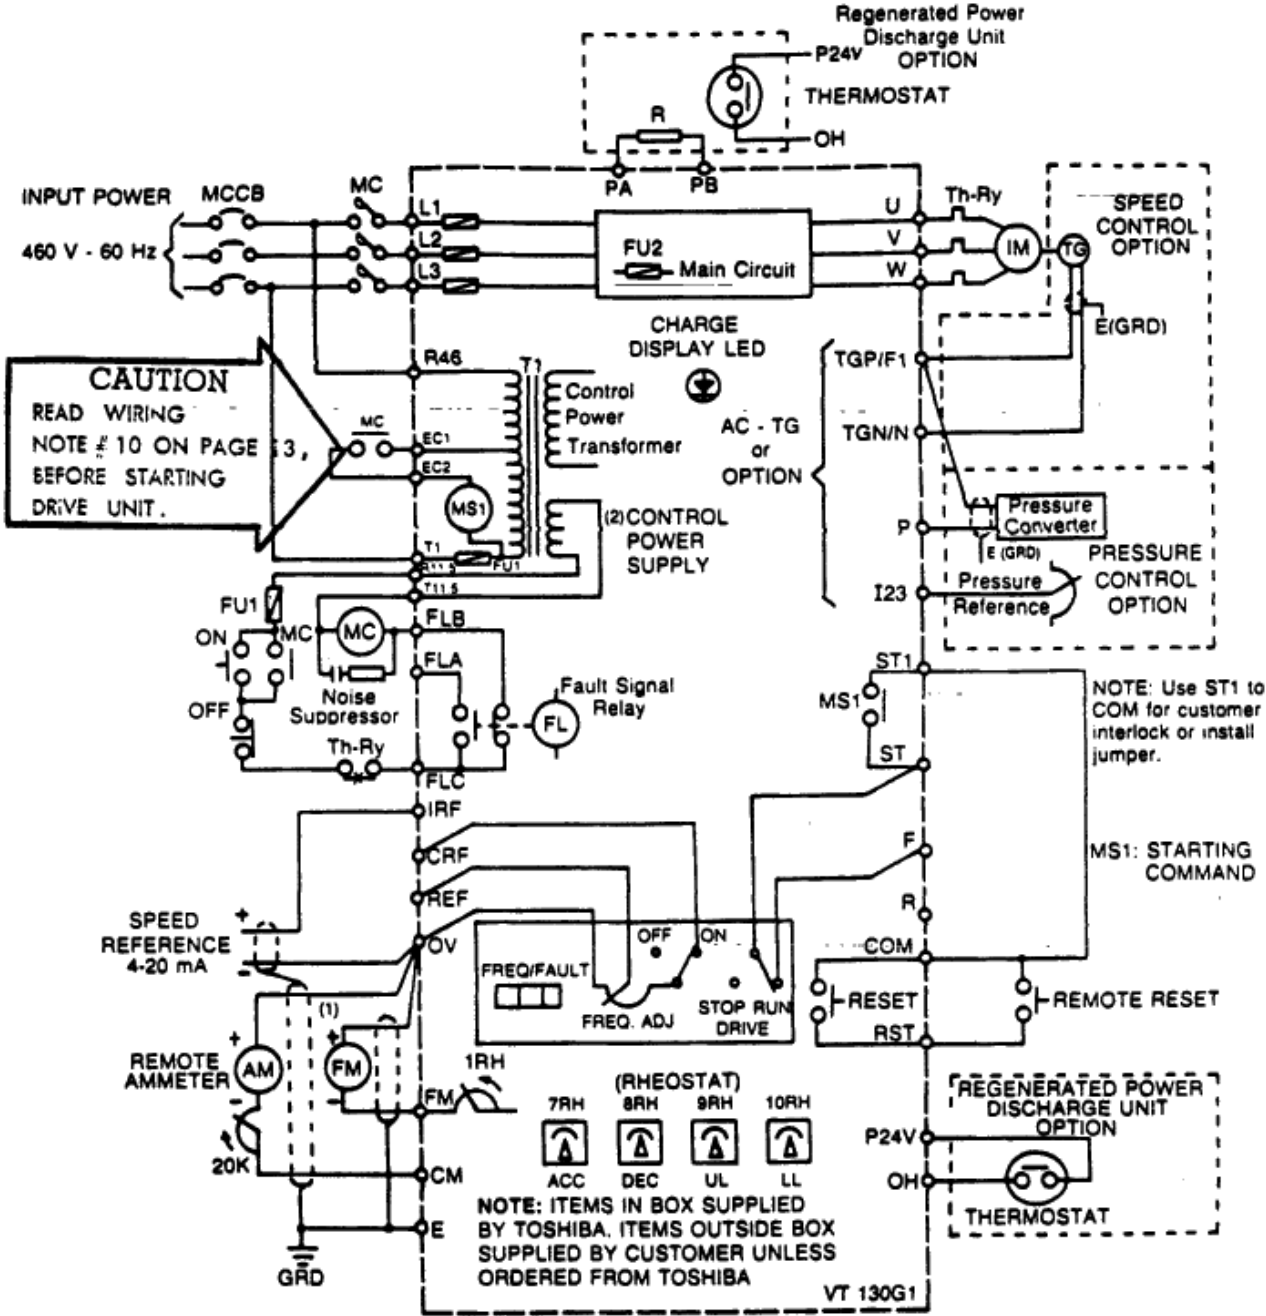 Regenerated Power
Discharge Unit
OPTION
P24V
THERMOSTAT
OH
R
PA
PB
INPUT POWER
MCCB
MC
460 V - 60 Hz
L1
L2
L3
FU2
Main Circuit
U
V
W
Th-Ry
IM
TG
SPEED
CONTROL
OPTION
E(GRD)
CHARGE
DISPLAY LED
CAUTION
READ WIRING
NOTE # 10 ON PAGE 3,
BEFORE STARTING
DRIVE UNIT.
R46
T1
Control
Power
Transformer
MC
EC1
EC2
MS1
T1
FU1
R11.5
T11.5
(2) CONTROL
POWER
SUPPLY
AC - TG
or
OPTION
TGP/F1
TGN/N
P
I23
Pressure
Converter
E (GRD)
Pressure
Reference
PRESSURE
CONTROL
OPTION
FU1
ON
MC
MC
FLB
FLA
Noise
Suppressor
OFF
Th-Ry
FLC
Fault Signal
Relay
FL
ST1
MS1
ST
NOTE: Use ST1 to
COM for customer
interlock or install
jumper.
IRF
CRF
REF
OV
F
R
COM
MS1: STARTING
COMMAND
SPEED
REFERENCE
4-20 mA
+
-
FREQ/FAULT
OFF
ON
FREQ. ADJ
STOP RUN
DRIVE
RESET
REMOTE RESET
RST
(1)
REMOTE
AMMETER
+
AM
-
20K
+
FM
-
FM
1RH
CM
E
GRD
(RHEOSTAT)
7RH 8RH 9RH 10RH
ACC DEC UL LL
NOTE: ITEMS IN BOX SUPPLIED
BY TOSHIBA. ITEMS OUTSIDE BOX
SUPPLIED BY CUSTOMER UNLESS
ORDERED FROM TOSHIBA
VT 130G1
REGENERATED POWER
DISCHARGE UNIT
OPTION
P24V
OH
THERMOSTAT